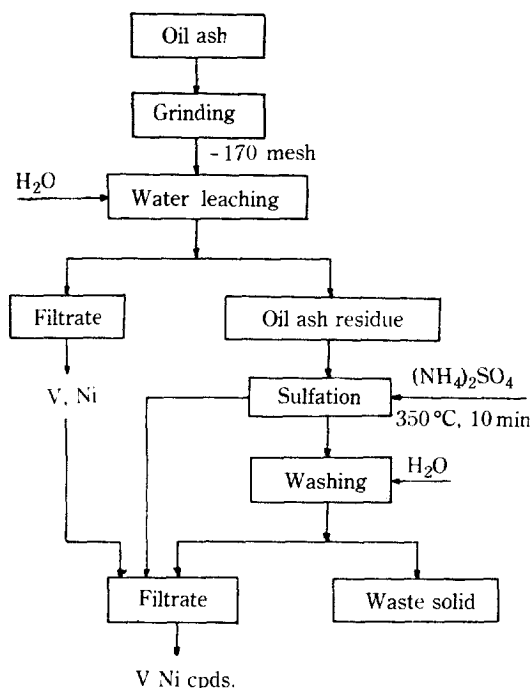 Oil ash
Grinding
-170 mesh
H₂O
Water leaching
Filtrate
Oil ash residue
V, Ni
(NH₄)₂SO₄
Sulfation
350°C, 10 min
H₂O
Washing
Filtrate
Waste solid
V Ni cpds.